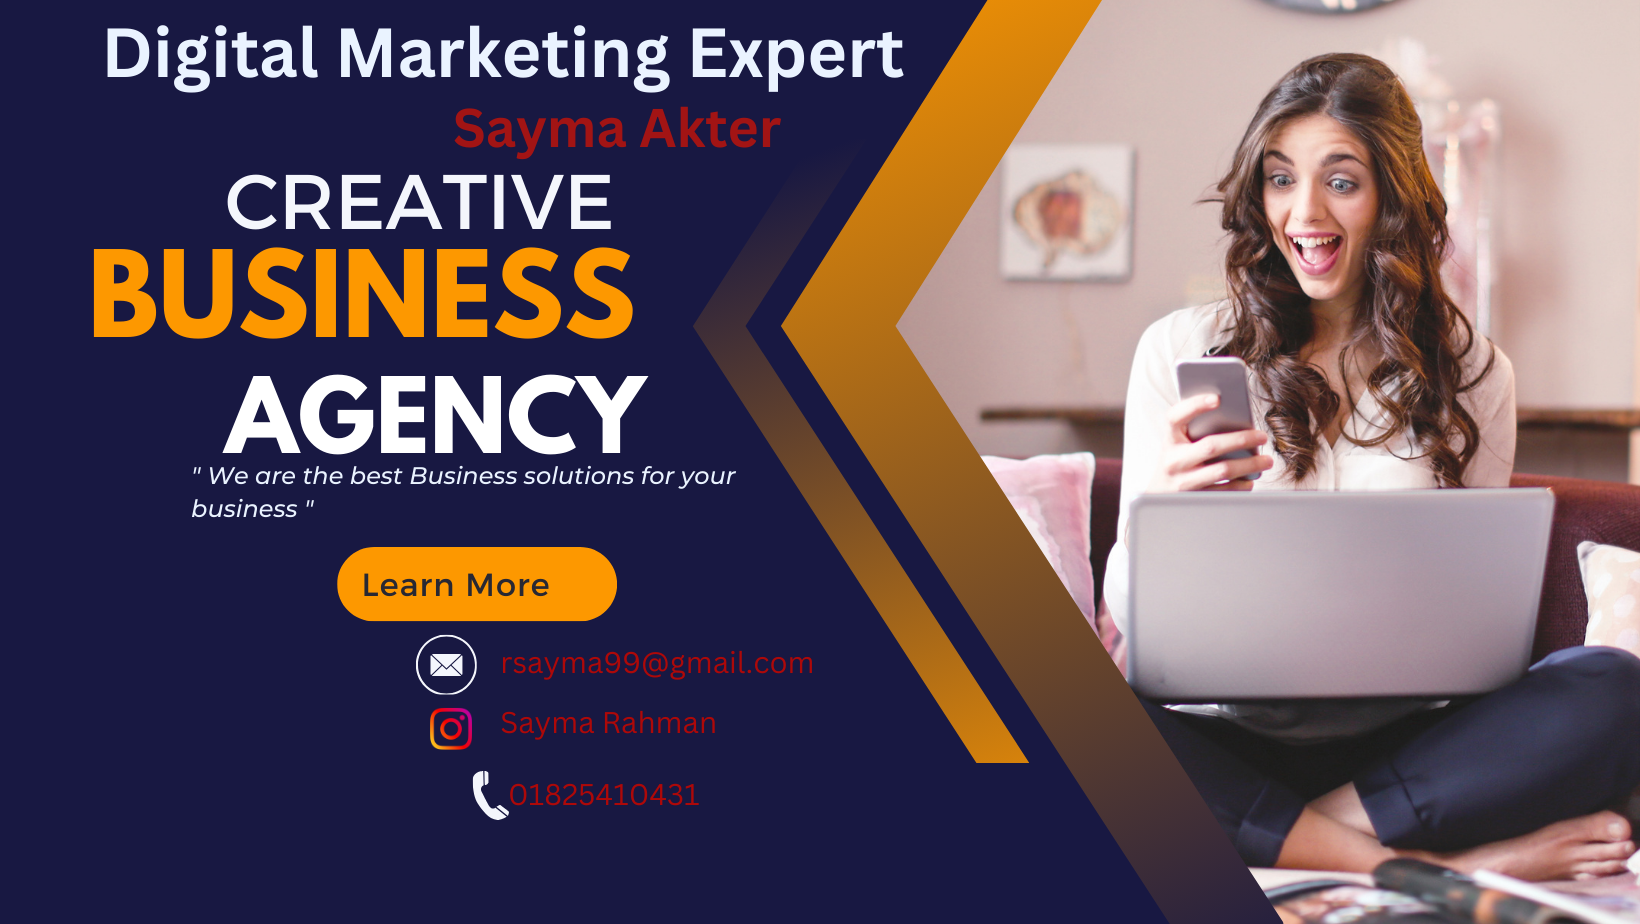 Digital Marketing Expert
Sayma Akter
CREATIVE
BUSINESS
AGENCY
" We are the best Business solutions for your
business "
Learn More
rsayma99@gmail.com
Sayma Rahman
01825410431